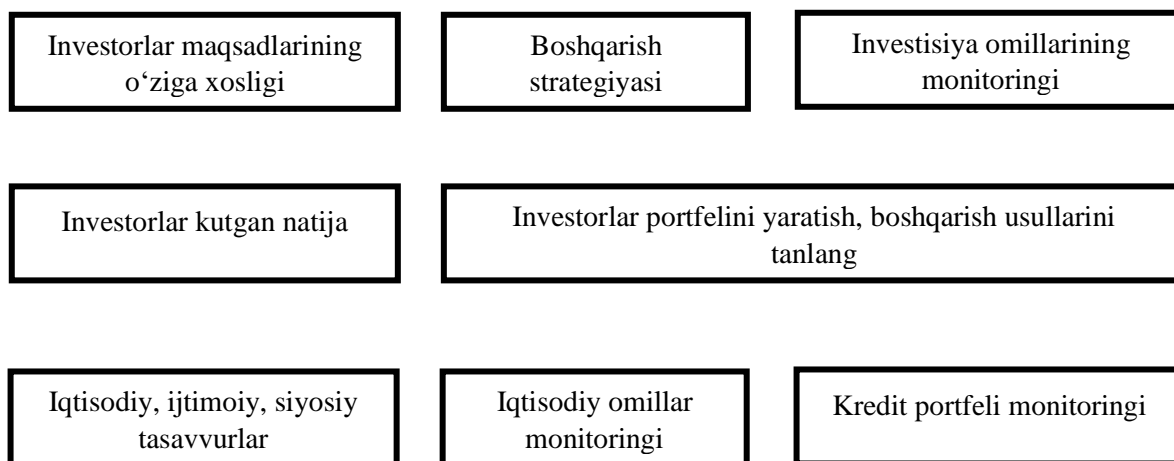 Investorlar maqsadlarining
o‘ziga xosligi
Boshqarish
strategiyasi
Investisiya omillarining
monitoringi
Investorlar kutgan natija
Investorlar portfelini yaratish, boshqarish usullarini
tanlang
Iqtisodiy, ijtimoiy, siyosiy
tasavvurlar
Iqtisodiy omillar
monitoringi
Kredit portfeli monitoringi